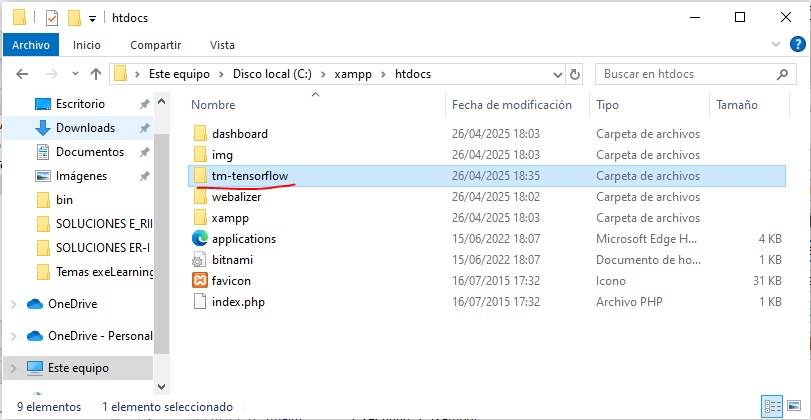 htdocs
Archivo Inicio Compartir Vista
Este equipo Disco local (C:) xampp htdocs
Buscar en htdocs
Escritorio
Downloads
Documentos
Imágenes
bin
SOLUCIONES E_RII
SOLUCIONES ER-I
Temas exeLearning
OneDrive
OneDrive - Personal
Este equipo
Nombre Fecha de modificación Tipo Tamaño
dashboard 26/04/2025 18:03 Carpeta de archivos
img 26/04/2025 18:03 Carpeta de archivos
tm-tensorflow 26/04/2025 18:35 Carpeta de archivos
webalizer 26/04/2025 18:02 Carpeta de archivos
xampp 26/04/2025 18:03 Carpeta de archivos
applications 15/06/2022 18:07 Microsoft Edge H... 4 KB
bitnami 15/06/2022 18:07 Documento de ho... 1 KB
favicon 16/07/2015 17:32 Icono 31 KB
index.php 16/07/2015 17:32 Archivo PHP 1 KB
9 elementos 1 elemento seleccionado